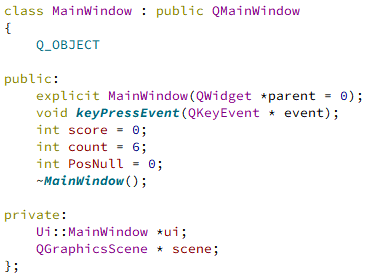 class MainWindow : public QMainWindow
{
    Q_OBJECT

public:
    explicit MainWindow(QWidget *parent = 0);
    void keyPressEvent(QKeyEvent * event);
    int score = 0;
    int count = 6;
    int PosNull = 0;
    ~MainWindow();

private:
    Ui::MainWindow *ui;
    QGraphicsScene * scene;
};